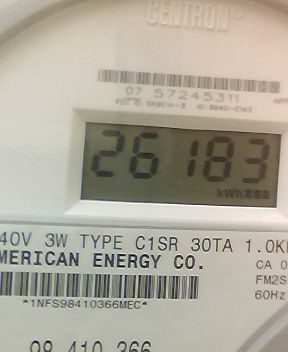 CENTRON
07 57245311
26183
kWh
40V 3W TYPE C1SR 30TA 1.0K
MERICAN ENERGY CO.
CA 0
FM2S
60Hz
*1NFS98410366MEC*
98 410 366